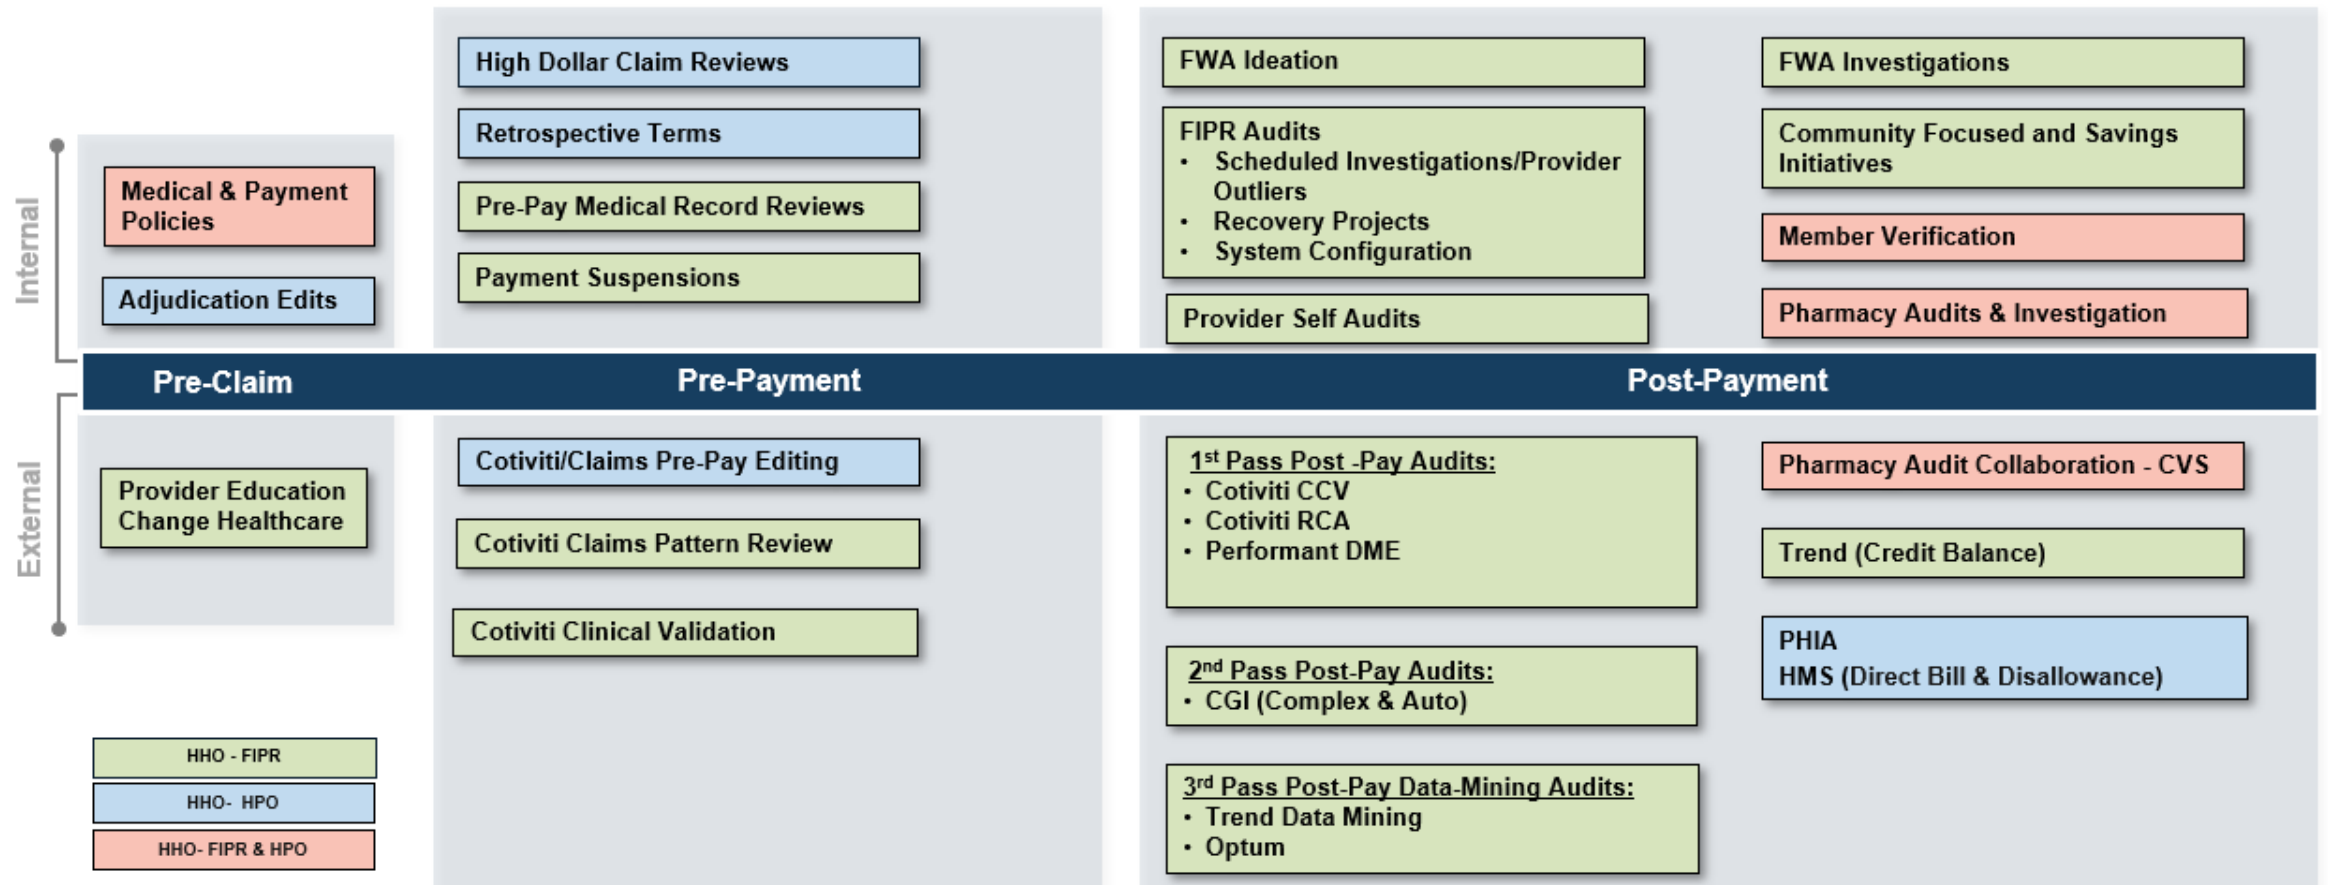 Internal
Medical & Payment
Policies
Adjudication Edits
High Dollar Claim Reviews
Retrospective Terms
Pre-Pay Medical Record Reviews
Payment Suspensions
FWA Ideation
FIPR Audits
• Scheduled Investigations/Provider
Outliers
• Recovery Projects
• System Configuration
Provider Self Audits
FWA Investigations
Community Focused and Savings
Initiatives
Member Verification
Pharmacy Audits & Investigation
Pre-Claim
Pre-Payment
Post-Payment
External
Provider Education
Change Healthcare
Cotiviti/Claims Pre-Pay Editing
Cotiviti Claims Pattern Review
Cotiviti Clinical Validation
1st Pass Post -Pay Audits:
• Cotiviti CCV
• Cotiviti RCA
• Performant DME
2nd Pass Post-Pay Audits:
• CGI (Complex & Auto)
3rd Pass Post-Pay Data-Mining Audits:
• Trend Data Mining
• Optum
Pharmacy Audit Collaboration - CVS
Trend (Credit Balance)
PHIA
HMS (Direct Bill & Disallowance)
HHO - FIPR
HHO- HPO
HHO- FIPR & HPO